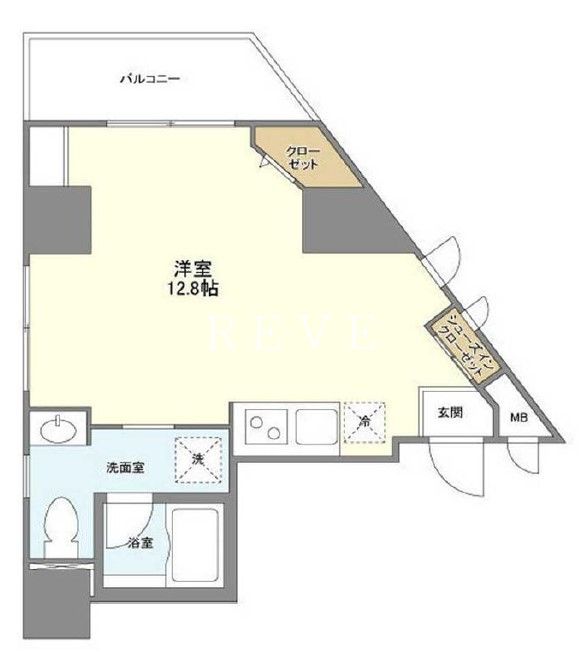 バルコニー
クロー
ゼット
洋室
12.8帖
REVE
シューズイン
クローゼット
冷
玄関
MB
洗面室
洗
浴室